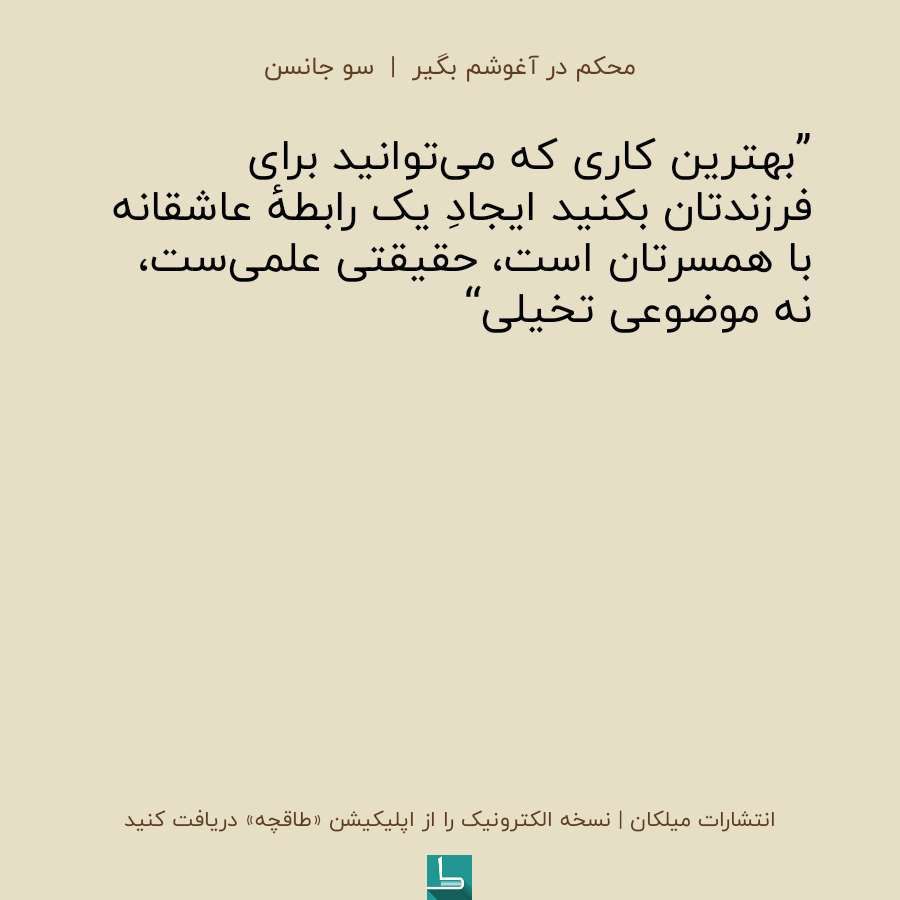 محکم در آغوشم بگیر | سو جانسن
”بهترین کاری که می‌توانید برای
فرزندتان بکنید ایجادِ یک رابطهٔ عاشقانه
با همسرتان است، حقیقتی علمی‌ست،
نه موضوعی تخیلی“
انتشارات میلکان | نسخه الکترونیک را از اپلیکیشن «طاقچه» دریافت کنید